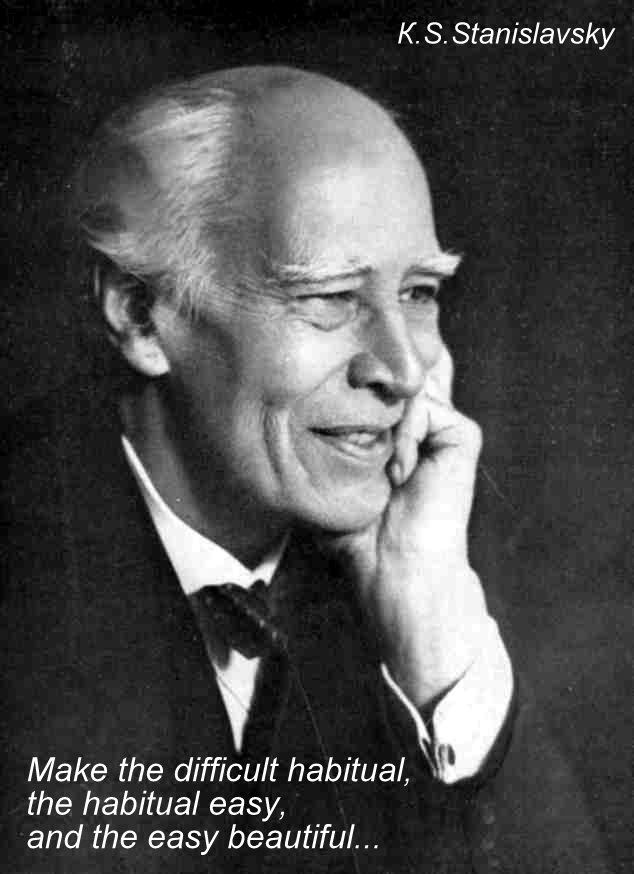 K.S.Stanislavsky
Make the difficult habitual,
the habitual easy,
and the easy beautiful...